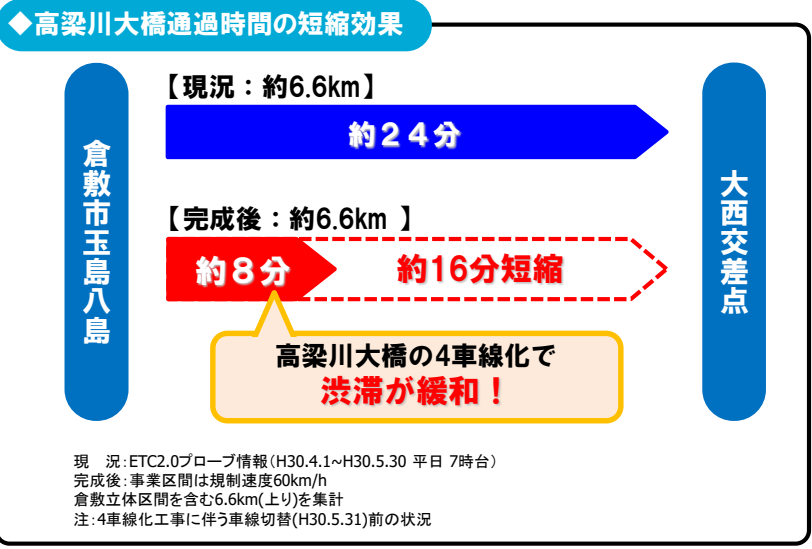 ◆高梁川大橋通過時間の短縮効果
倉敷市玉島八島
【現況：約6.6km】
約２４分
【完成後：約6.6km 】
約８分
約16分短縮
高梁川大橋の4車線化で
渋滞が緩和！
大西交差点
現　況：ETC2.0プローブ情報（H30.4.1~H30.5.30 平日 7時台）
完成後：事業区間は規制速度60km/h
倉敷立体区間を含む6.6km(上り)を集計
注：4車線化工事に伴う車線切替(H30.5.31)前の状況